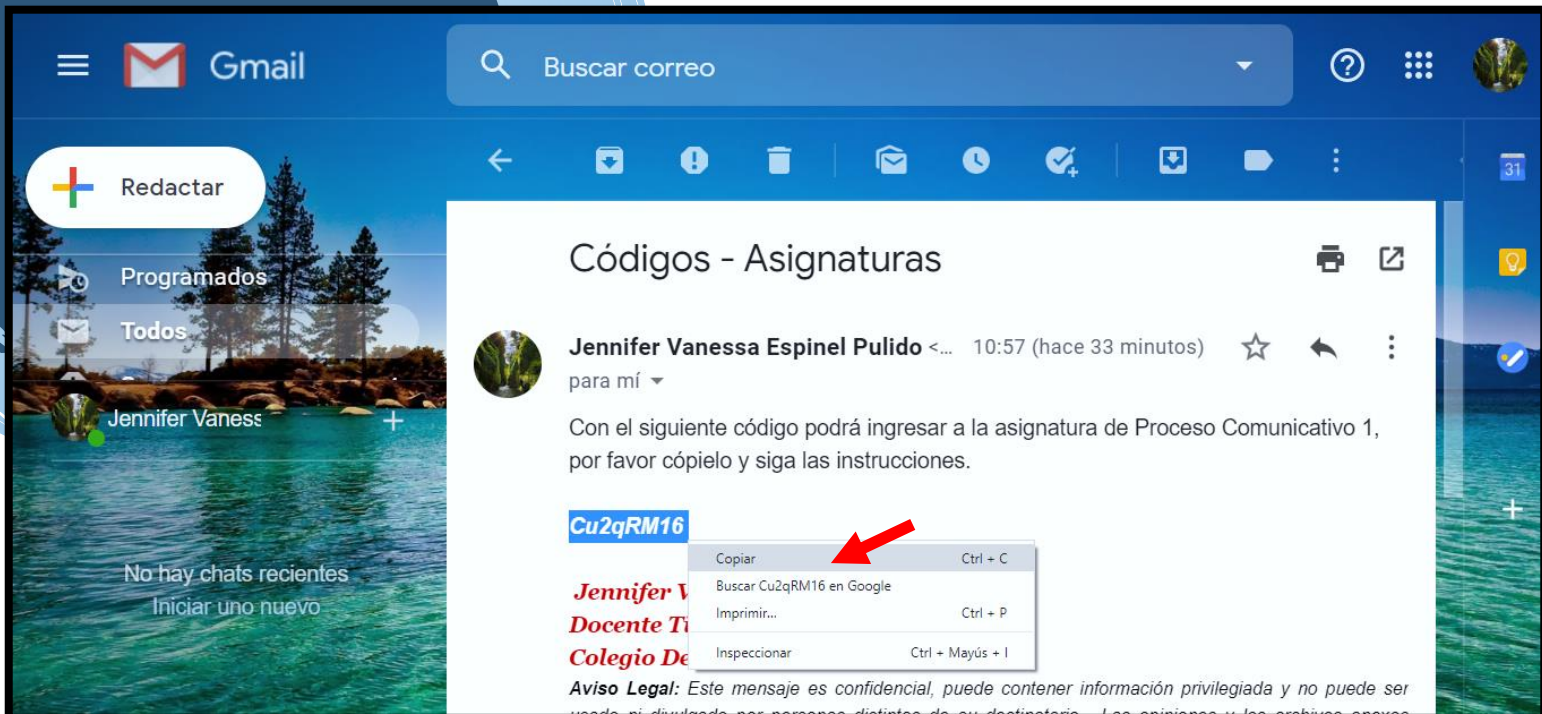 Gmail
Buscar correo
Redactar
Programados
Todos
Jennifer Vaness
No hay chats recientes
Iniciar uno nuevo
31
Códigos - Asignaturas
Jennifer Vanessa Espinel Pulido <... 10:57 (hace 33 minutos)
para mí
Con el siguiente código podrá ingresar a la asignatura de Proceso Comunicativo 1,
por favor cópielo y siga las instrucciones.
Cu2qRM16
Copiar Ctrl + C
Buscar Cu2qRM16 en Google
Imprimir... Ctrl + P
Inspeccionar Ctrl + Mayús + I
Jennifer V
Docente Ti
Colegio De
Aviso Legal: Este mensaje es confidencial, puede contener información privilegiada y no puede ser